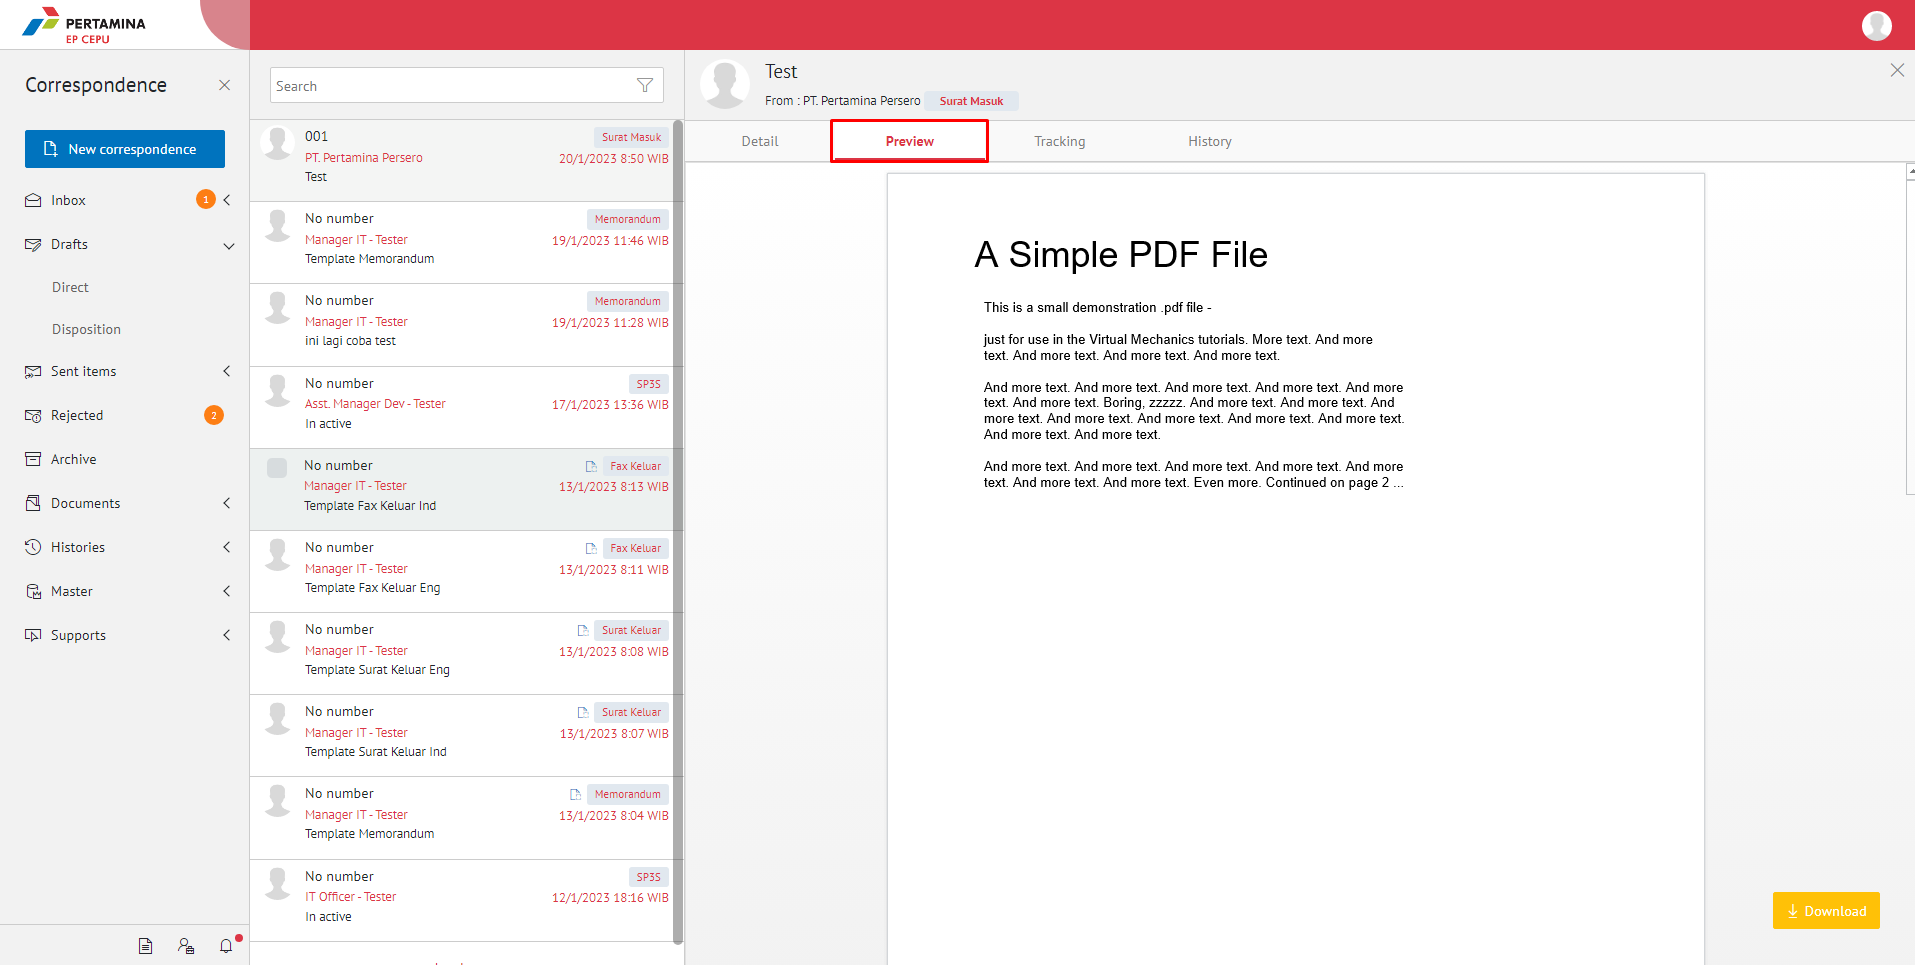 PERTAMINA
EP CEPU
Correspondence
New correspondence
Inbox
1
Drafts
Direct
Disposition
Sent items
Rejected
2
Archive
Documents
Histories
Master
Supports
Search
001
Surat Masuk
PT. Pertamina Persero
20/1/2023 8:50 WIB
Test
No number
Memorandum
Manager IT - Tester
19/1/2023 11:46 WIB
Template Memorandum
No number
Memorandum
Manager IT - Tester
19/1/2023 11:28 WIB
ini lagi coba test
No number
SP3S
Asst. Manager Dev - Tester
17/1/2023 13:36 WIB
In active
No number
Fax Keluar
Manager IT - Tester
13/1/2023 8:13 WIB
Template Fax Keluar Ind
No number
Fax Keluar
Manager IT - Tester
13/1/2023 8:11 WIB
Template Fax Keluar Eng
No number
Surat Keluar
Manager IT - Tester
13/1/2023 8:08 WIB
Template Surat Keluar Eng
No number
Surat Keluar
Manager IT - Tester
13/1/2023 8:07 WIB
Template Surat Keluar Ind
No number
Memorandum
Manager IT - Tester
13/1/2023 8:04 WIB
Template Memorandum
No number
SP3S
IT Officer - Tester
12/1/2023 18:16 WIB
In active
Test
From : PT. Pertamina Persero
Surat Masuk
Detail
Preview
Tracking
History
A Simple PDF File
This is a small demonstration .pdf file -
just for use in the Virtual Mechanics tutorials. More text. And more
text. And more text. And more text. And more text.
And more text. And more text. And more text. And more text. And more
text. And more text. Boring, zzzzz. And more text. And more text. And
more text. And more text. And more text. And more text. And more text.
And more text. And more text.
And more text. And more text. And more text. And more text. And more
text. And more text. And more text. Even more. Continued on page 2 ...
Download